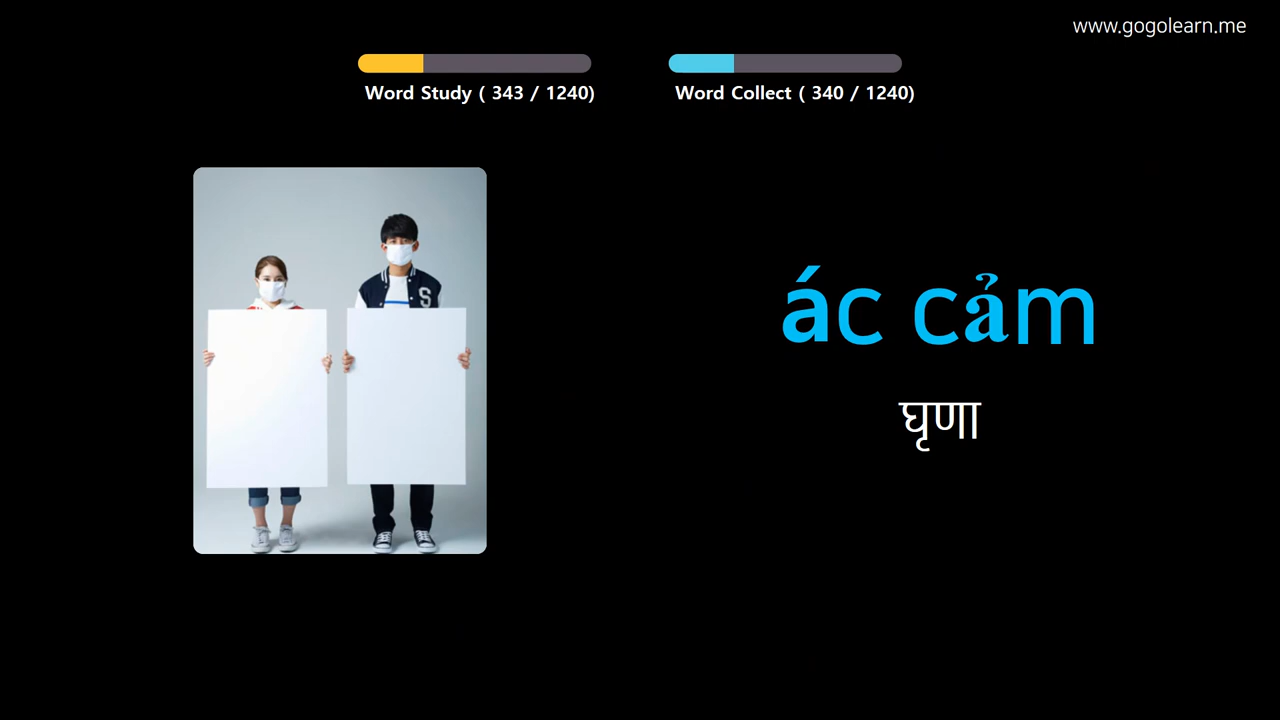 www.gogolearn.me
Word Study ( 343 / 1240)
Word Collect ( 340 / 1240)
S
ác cảm
घृणा